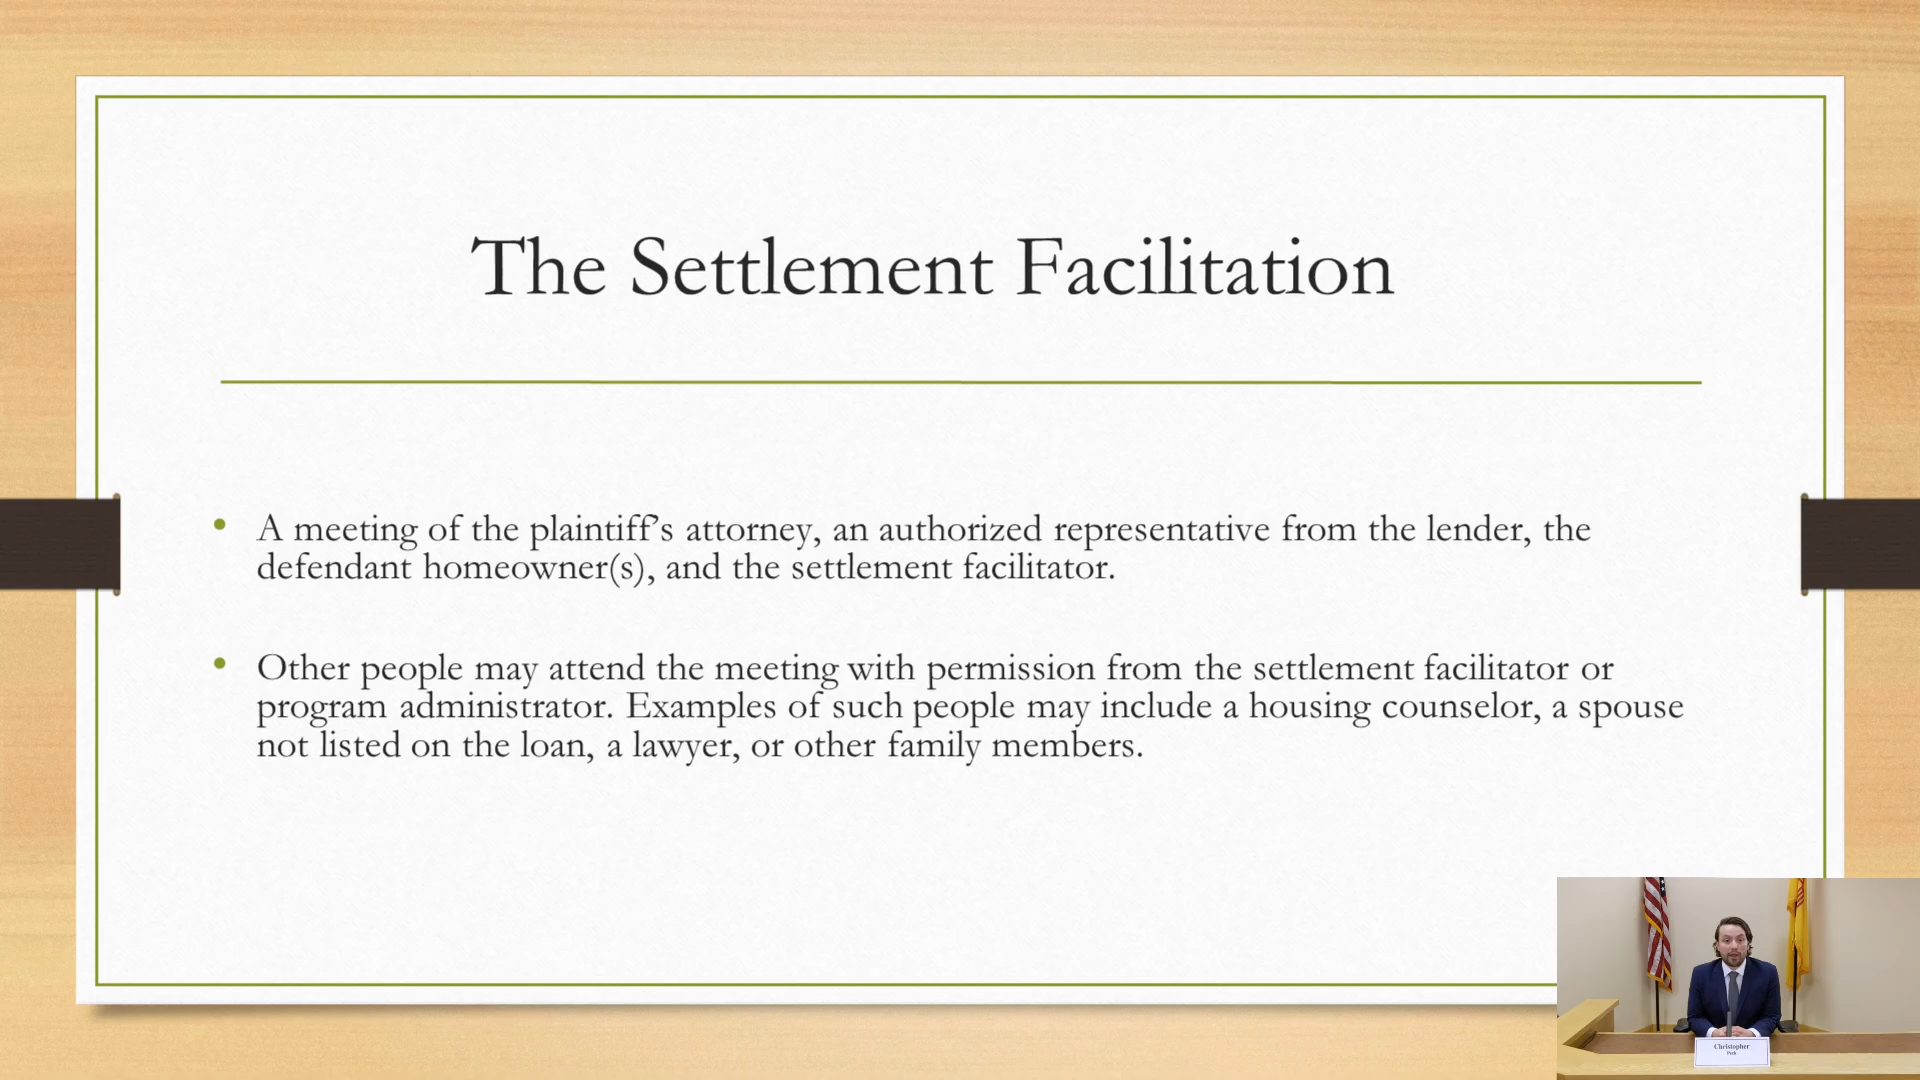 The Settlement Facilitation
• A meeting of the plaintiff’s attorney, an authorized representative from the lender, the
defendant homeowner(s), and the settlement facilitator.
• Other people may attend the meeting with permission from the settlement facilitator or
program administrator. Examples of such people may include a housing counselor, a spouse
not listed on the loan, a lawyer, or other family members.
Christopher